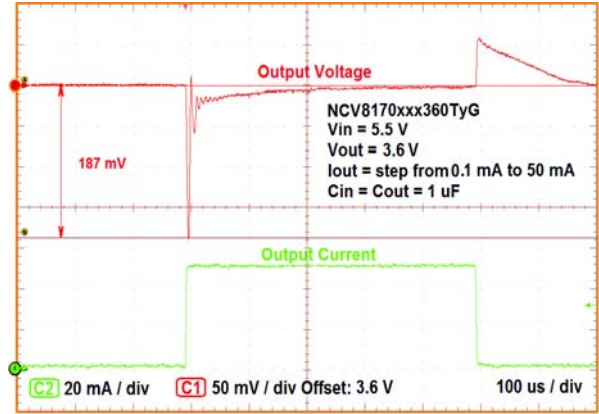 Output Voltage
NCV8170xxx360TyG
Vin = 5.5 V
Vout = 3.6 V
Iout = step from 0.1 mA to 50 mA
Cin = Cout = 1 uF
187 mV
Output Current
C2 20 mA / div C1 50 mV / div Offset: 3.6 V 100 us / div